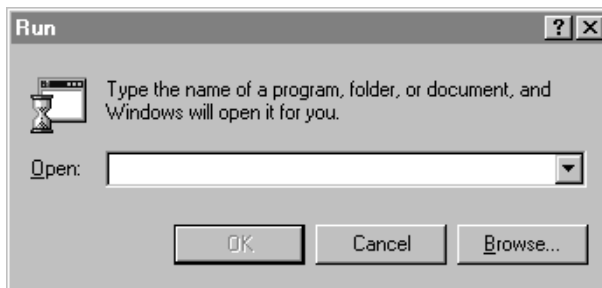 Run
Type the name of a program, folder, or document, and
Windows will open it for you.
Open:
OK Cancel Browse...